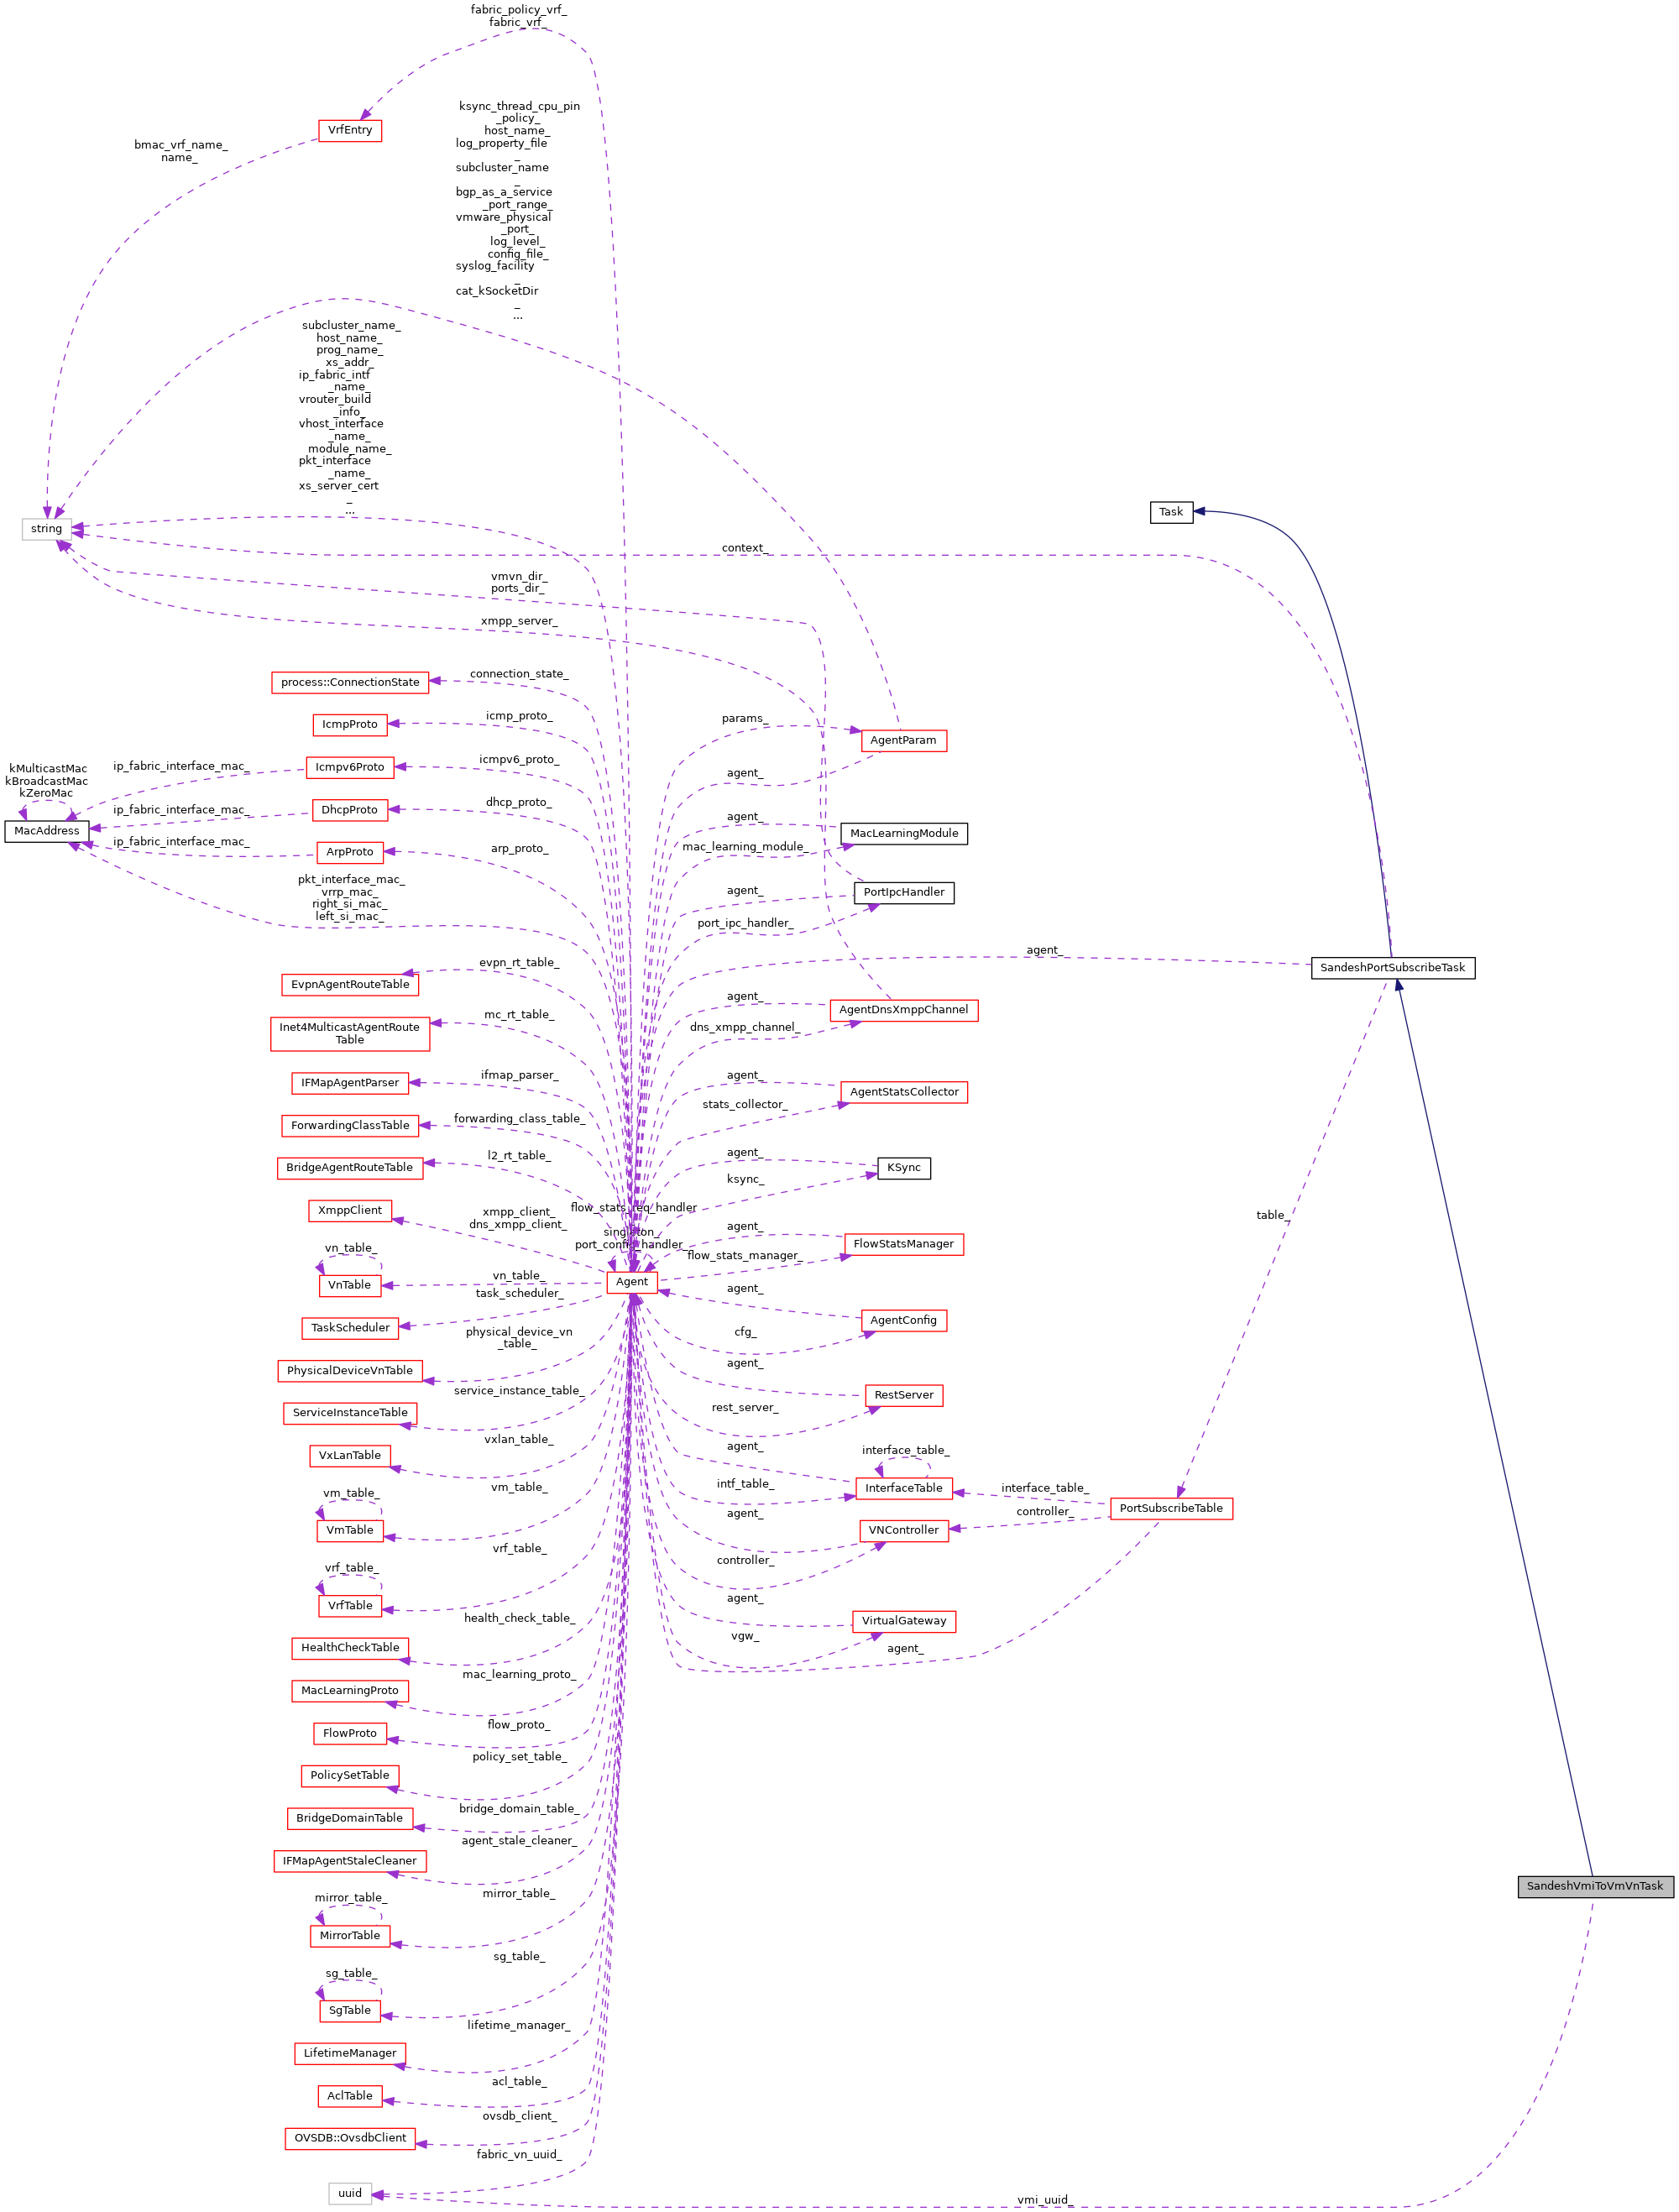 fabric_policy_vrf_
fabric_vrf_
ksync_thread_cpu_pin
_policy_
host_name_
log_property_file
_
subcluster_name
_
bgp_as_a_service
_port_range_
vmware_physical
_port_
log_level_
config_file_
syslog_facility
_
cat_kSocketDir
_
...
VrfEntry
bmac_vrf_name_
name_
subcluster_name_
host_name_
prog_name_
xs_addr_
ip_fabric_intf
_name_
vrouter_build
_info_
vhost_interface
_name_
_module_name_
pkt_interface
_name_
xs_server_cert
_
...
string
Task
context_
vmvn_dir_
ports_dir_
xmpp_server_
process::ConnectionState
connection_state_
IcmpProto
icmp_proto_
params_
AgentParam
Icmpv6Proto
icmpv6_proto_
ip_fabric_interface_mac_
agent_
kMulticastMac
kBroadcastMac
kZeroMac
MacAddress
DhcpProto
dhcp_proto_
ip_fabric_interface_mac_
agent_
MacLearningModule
ArpProto
arp_proto_
ip_fabric_interface_mac_
mac_learning_module_
pkt_interface_mac_
vrrp_mac_
right_si_mac_
left_si_mac_
agent_
PortIpcHandler
port_ipc_handler_
agent_
SandeshPortSubscribeTask
EvpnAgentRouteTable
evpn_rt_table_
agent_
AgentDnsXmppChannel
Inet4MulticastAgentRoute
Table
mc_rt_table_
dns_xmpp_channel_
IFMapAgentParser
ifmap_parser_
agent_
AgentStatsCollector
ForwardingClassTable
forwarding_class_table_
stats_collector_
BridgeAgentRouteTable
l2_rt_table_
agent_
KSync
ksync_
XmppClient
xmpp_client_
dns_xmpp_client_
flow_stats_req_handler
_
singleton_
port_config_handler_
agent_
FlowStatsManager
flow_stats_manager_
table_
VnTable
vn_table_
vn_table_
Agent
agent_
AgentConfig
TaskScheduler
task_scheduler_
cfg_
PhysicalDeviceVnTable
physical_device_vn
_table_
agent_
RestServer
ServiceInstanceTable
service_instance_table_
rest_server_
VxLanTable
vxlan_table_
agent_
interface_table_
InterfaceTable
intf_table_
interface_table_
PortSubscribeTable
controller_
VmTable
vm_table_
vm_table_
agent_
VNController
controller_
VrfTable
vrf_table_
vrf_table_
agent_
VirtualGateway
vgw_
agent_
HealthCheckTable
health_check_table_
MacLearningProto
mac_learning_proto_
FlowProto
flow_proto_
PolicySetTable
policy_set_table_
BridgeDomainTable
bridge_domain_table_
IFMapAgentStaleCleaner
agent_stale_cleaner_
SandeshVmiToVmVnTask
MirrorTable
mirror_table_
mirror_table_
SgTable
sg_table_
sg_table_
LifetimeManager
lifetime_manager_
AclTable
acl_table_
OVSDB::OvsdbClient
ovsdb_client_
uuid
fabric_vn_uuid_
vmi_uuid_